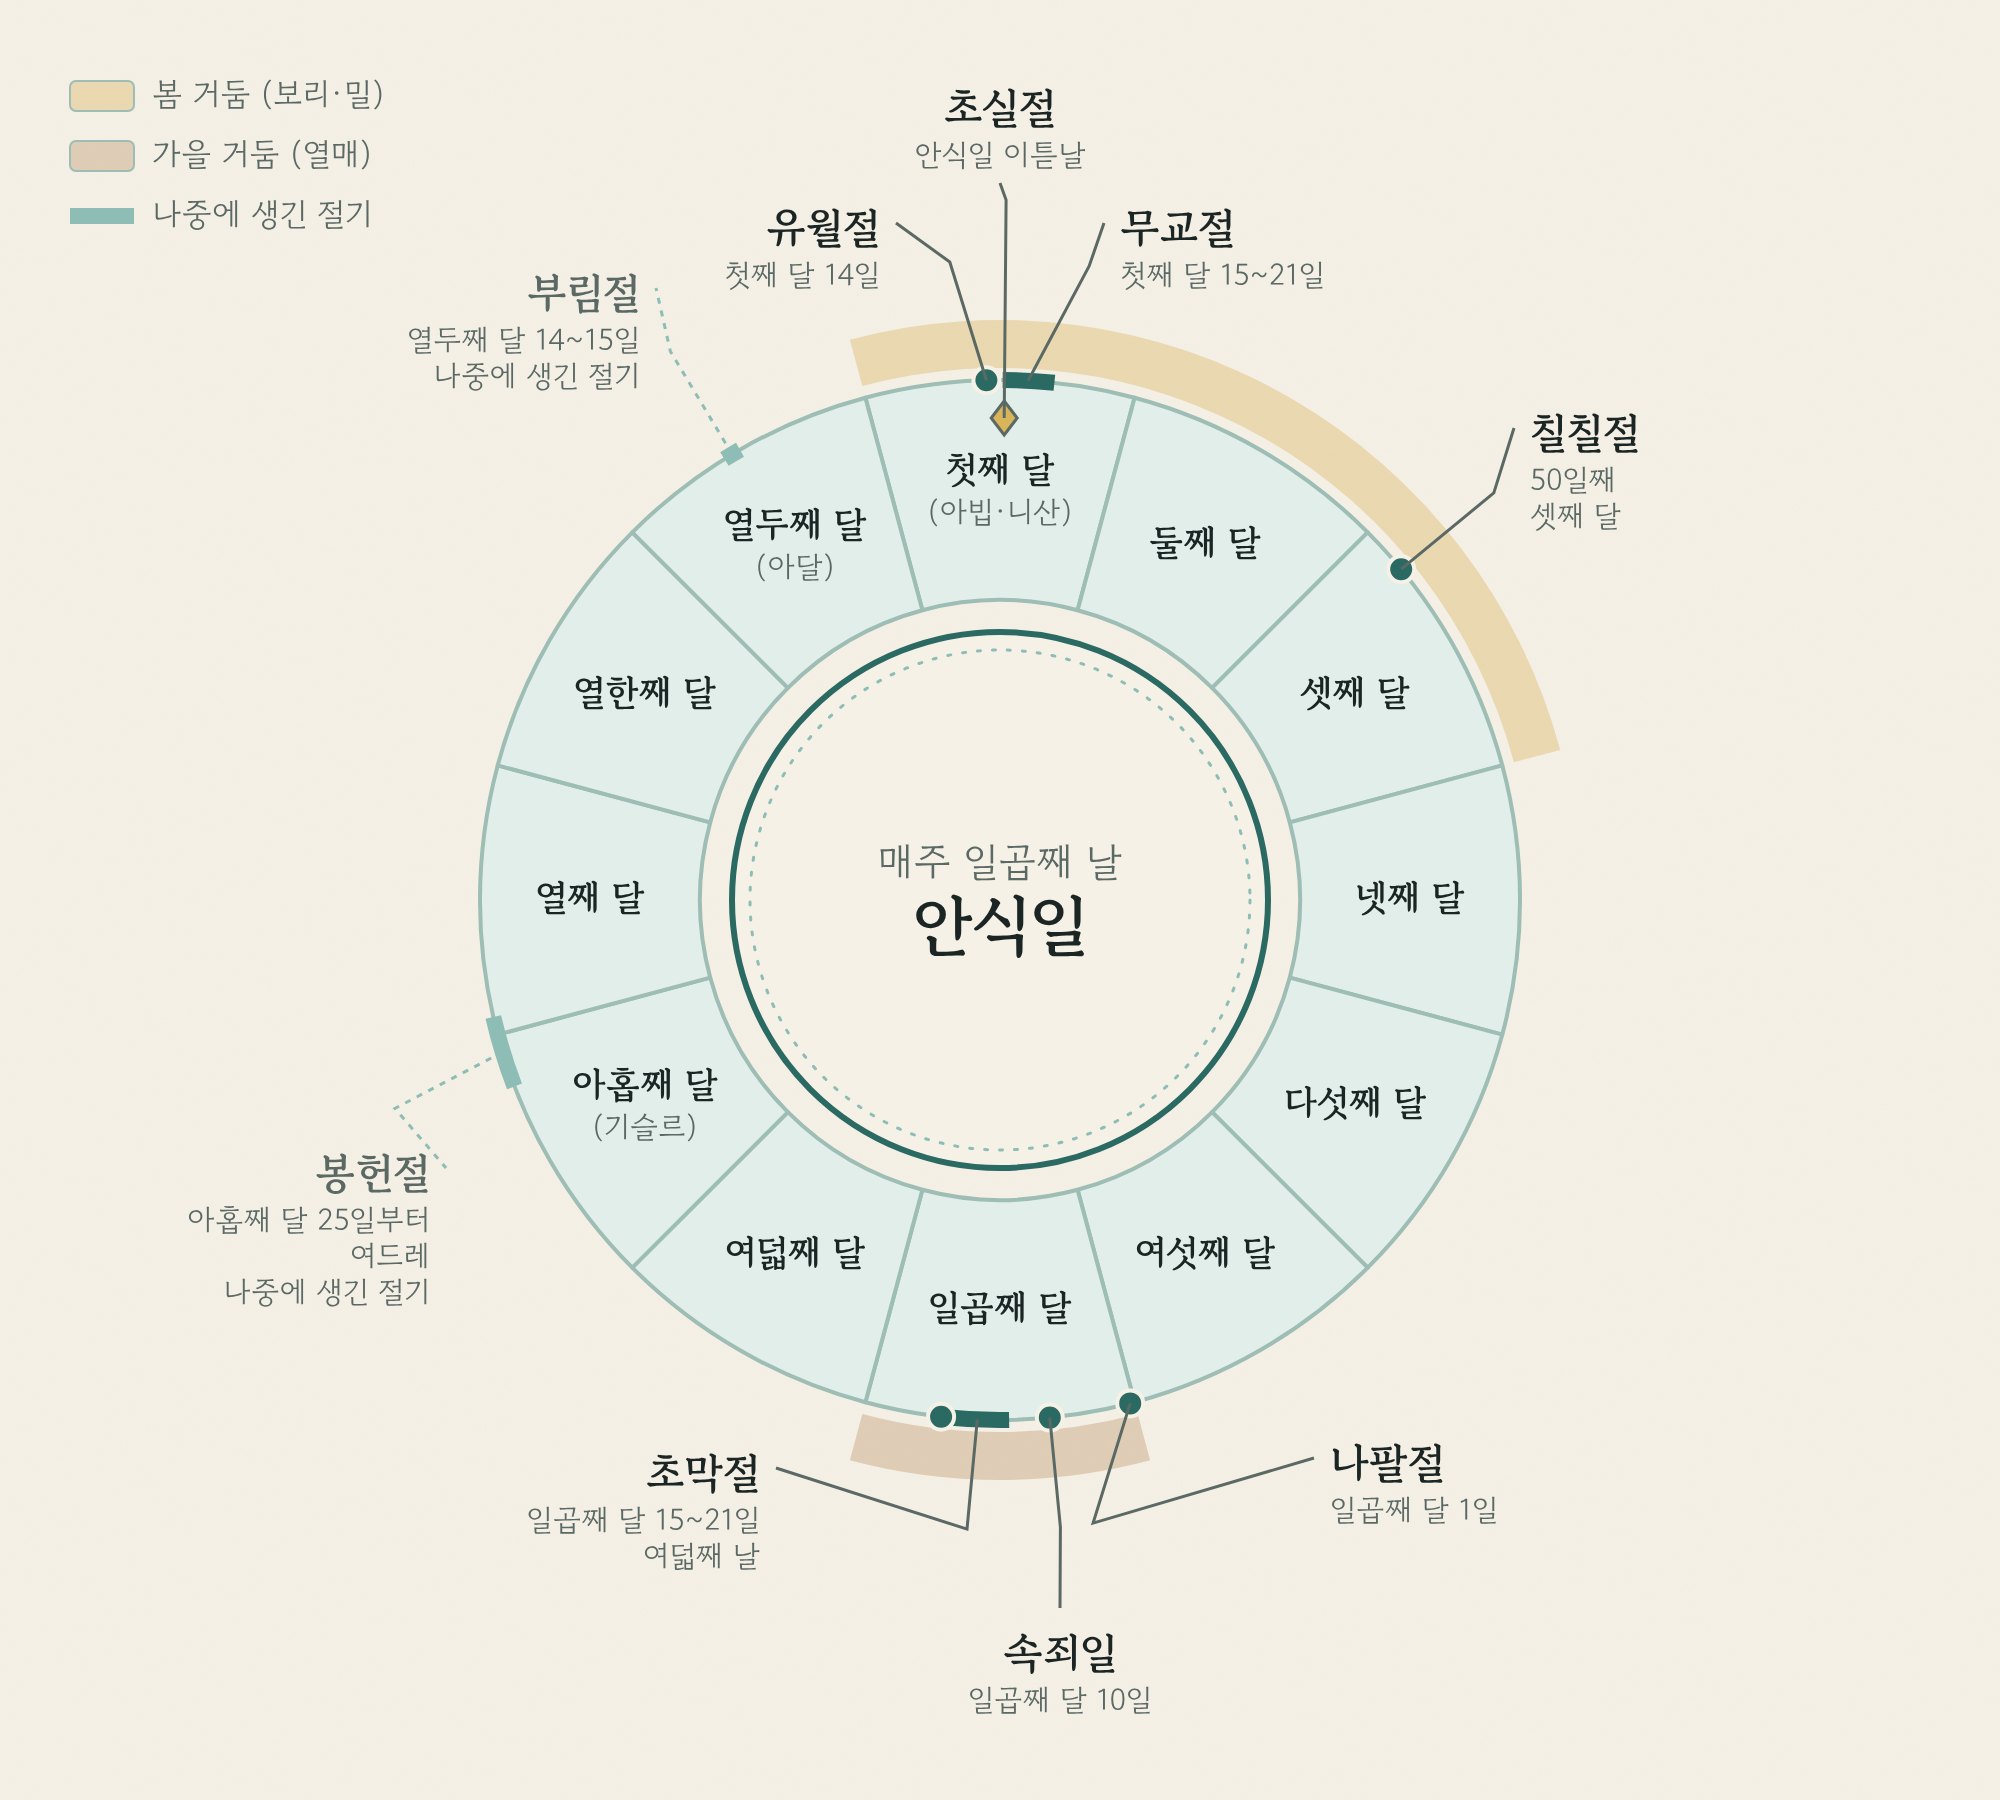 봄 거둠 (보리·밀)
가을 거둠 (열매)
나중에 생긴 절기
초실절
안식일 이튿날
유월절
첫째 달 14일
무교절
첫째 달 15~21일
부림절
열두째 달 14~15일
나중에 생긴 절기
칠칠절
50일째
셋째 달
첫째 달
(아빕·니산)
둘째 달
셋째 달
넷째 달
다섯째 달
여섯째 달
일곱째 달
여덟째 달
아홉째 달
(기슬르)
열째 달
열한째 달
열두째 달
(아달)
매주 일곱째 날
안식일
봉헌절
아홉째 달 25일부터
여드레
나중에 생긴 절기
초막절
일곱째 달 15~21일
여덟째 날
나팔절
일곱째 달 1일
속죄일
일곱째 달 10일